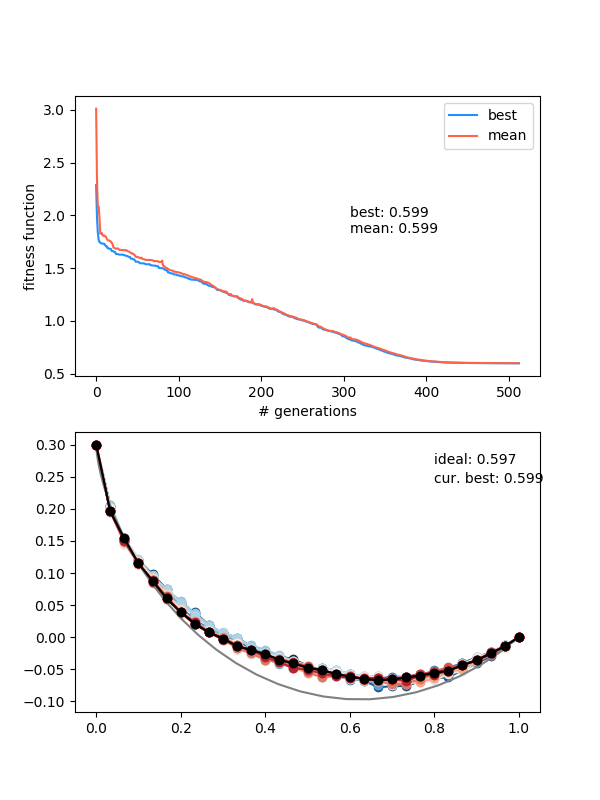 3.0
best
mean
2.5
2.0
best: 0.599
mean: 0.599
fitness function
1.5
1.0
0.5
0 100 200 300 400 500
# generations
0.30
ideal: 0.597
0.25
cur. best: 0.599
0.20
0.15
0.10
0.05
0.00
−0.05
−0.10
0.0 0.2 0.4 0.6 0.8 1.0